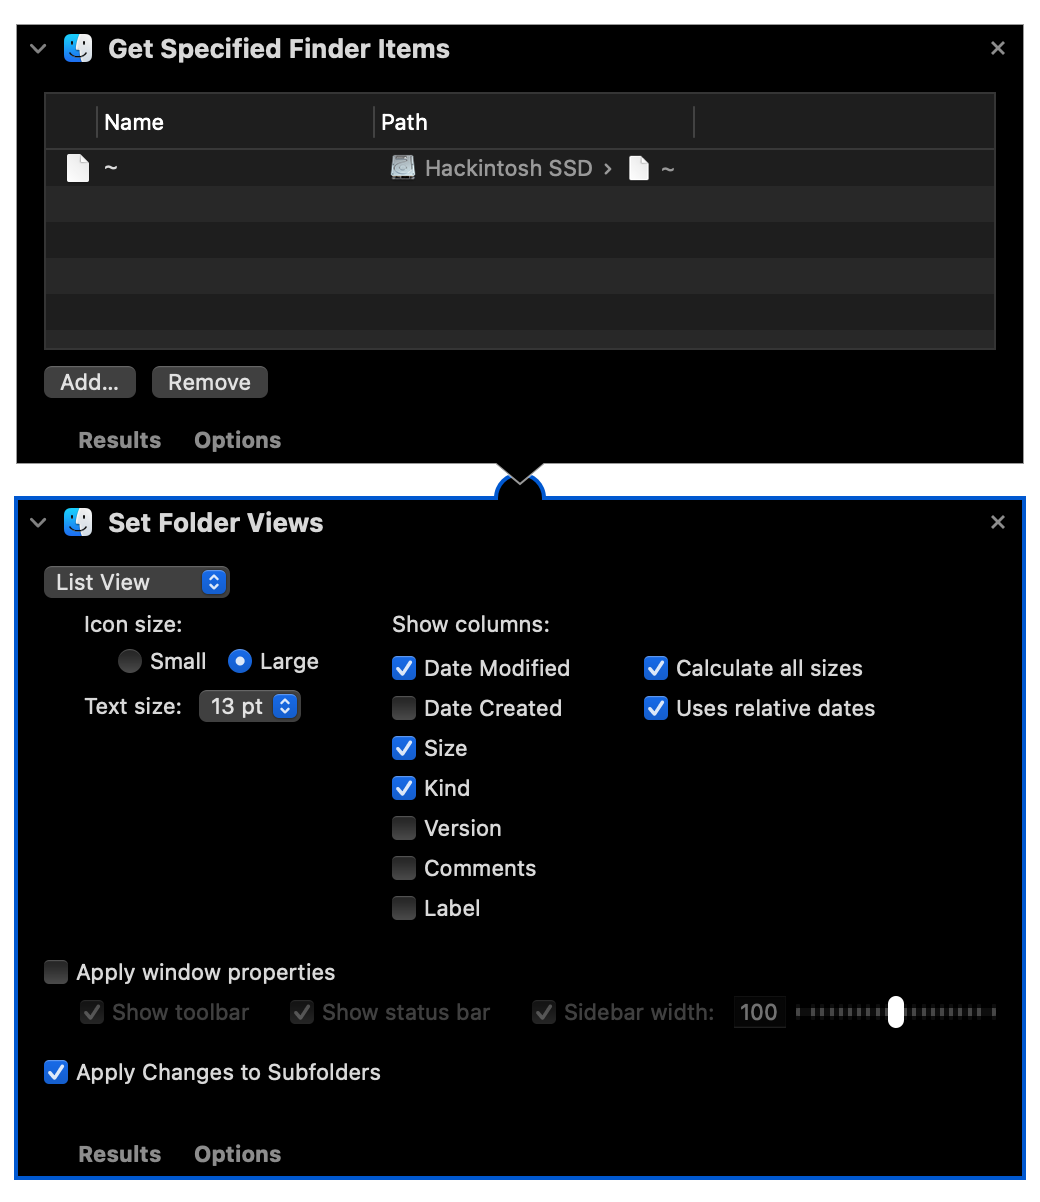 Get Specified Finder Items
Name Path
~ Hackintosh SSD › ~
Add... Remove
Results Options
Set Folder Views
List View
Icon size: Show columns:
Small Large Date Modified Calculate all sizes
Text size: 13 pt Date Created Uses relative dates
Size
Kind
Version
Comments
Label
Apply window properties
Show toolbar Show status bar Sidebar width: 100
Apply Changes to Subfolders
Results Options